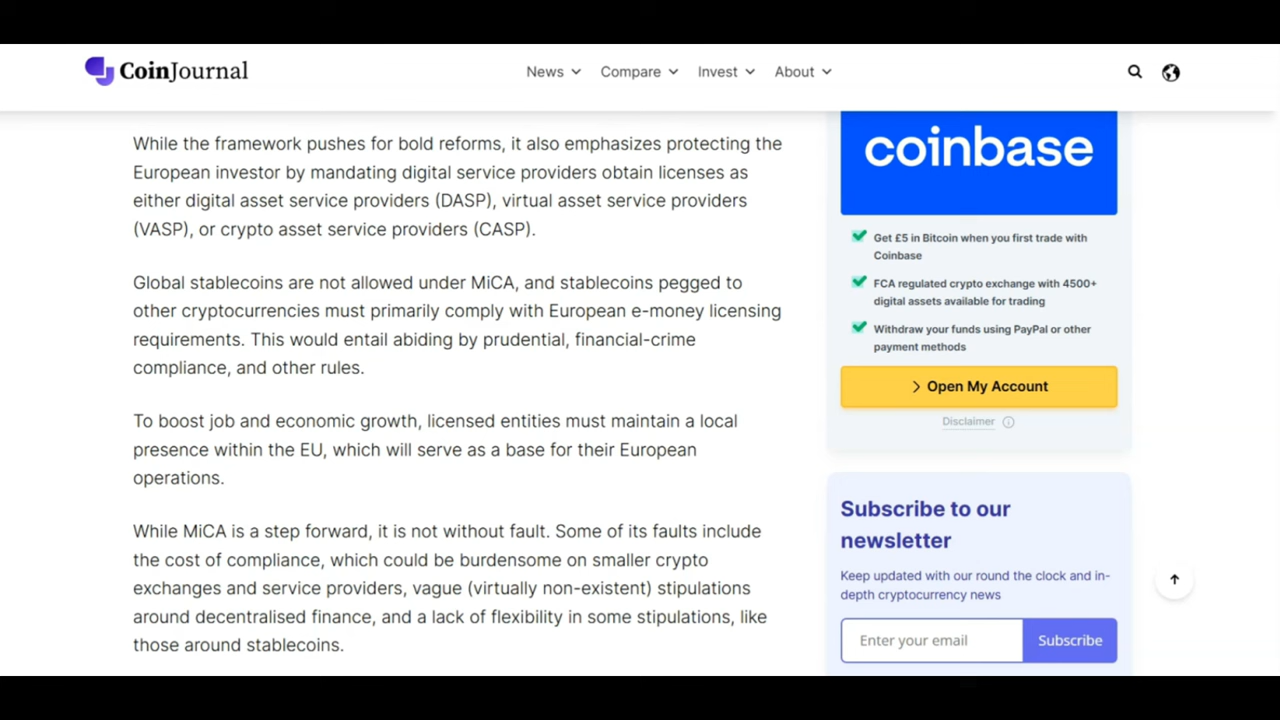 CoinJournal
News Compare Invest About
While the framework pushes for bold reforms, it also emphasizes protecting the
European investor by mandating digital service providers obtain licenses as
either digital asset service providers (DASP), virtual asset service providers
(VASP), or crypto asset service providers (CASP).
Global stablecoins are not allowed under MiCA, and stablecoins pegged to
other cryptocurrencies must primarily comply with European e-money licensing
requirements. This would entail abiding by prudential, financial-crime
compliance, and other rules.
To boost job and economic growth, licensed entities must maintain a local
presence within the EU, which will serve as a base for their European
operations.
While MiCA is a step forward, it is not without fault. Some of its faults include
the cost of compliance, which could be burdensome on smaller crypto
exchanges and service providers, vague (virtually non-existent) stipulations
around decentralised finance, and a lack of flexibility in some stipulations, like
those around stablecoins.
coinbase
Get £5 in Bitcoin when you first trade with
Coinbase
FCA regulated crypto exchange with 4500+
digital assets available for trading
Withdraw your funds using PayPal or other
payment methods
Open My Account
Disclaimer
Subscribe to our
newsletter
Keep updated with our round the clock and in-
depth cryptocurrency news
Enter your email
Subscribe